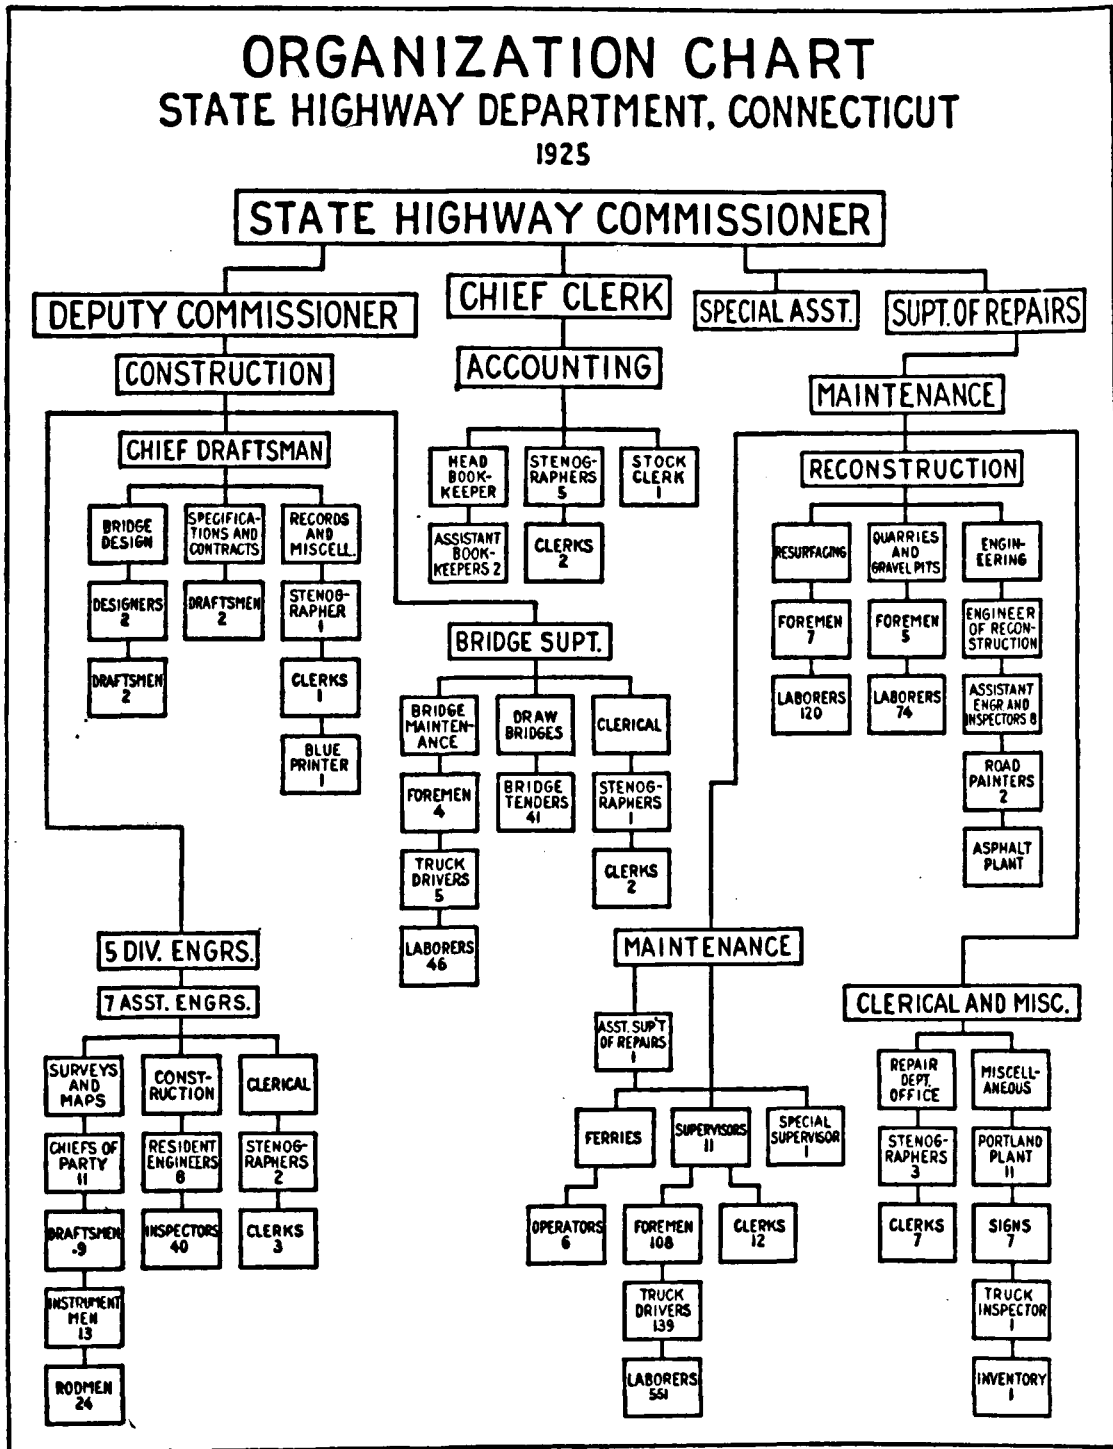 ORGANIZATION CHART
STATE HIGHWAY DEPARTMENT, CONNECTICUT
1925
STATE HIGHWAY COMMISSIONER
DEPUTY COMMISSIONER
CONSTRUCTION
CHIEF DRAFTSMAN
BRIDGE
DESIGN
DESIGNERS
2
DRAFTSMEN
2
SPECIFICA-
TIONS AND
CONTRACTS
DRAFTSMEN
2
RECORDS
AND
MISCELL.
STENOG-
RAPHER
1
CLERKS
1
BLUE
PRINTER
1
BRIDGE SUPT.
BRIDGE
MAINTEN-
ANCE
FOREMEN
4
TRUCK
DRIVERS
5
LABORERS
46
DRAW
BRIDGES
BRIDGE
TENDERS
41
CLERICAL
STENOG-
RAPHERS
1
CLERKS
2
5 DIV. ENGRS.
7 ASST. ENGRS.
SURVEYS
AND
MAPS
CHIEFS OF
PARTY
11
DRAFTSMEN
9
INSTRUMENT
MEN
13
RODMEN
24
CONST-
RUCTION
RESIDENT
ENGINEERS
INSPECTORS
40
CLERICAL
STENOG-
RAPHERS
2
CLERKS
3
CHIEF CLERK
ACCOUNTING
HEAD
BOOK-
KEEPER
ASSISTANT
BOOK-
KEEPERS 2
STENOG-
RAPHERS
5
CLERKS
2
STOCK
CLERK
1
SPECIAL ASST.
SUPT. OF REPAIRS
MAINTENANCE
RECONSTRUCTION
RESURFACING
FOREMEN
7
LABORERS
120
QUARRIES
AND
GRAVEL PITS
FOREMEN
5
LABORERS
74
ENGIN-
EERING
ENGINEER
OF RECON-
STRUCTION
ASSISTANT
ENGR. AND
INSPECTORS
ROAD
PAINTERS
2
ASPHALT
PLANT
MAINTENANCE
ASST. SUP'T
OF REPAIRS
1
FERRIES
OPERATORS
6
SUPERVISORS
11
FOREMEN
108
TRUCK
DRIVERS
139
LABORERS
551
CLERKS
12
SPECIAL
SUPERVISOR
1
CLERICAL AND MISC.
REPAIR
DEPT.
OFFICE
STENOG-
RAPHERS
3
CLERKS
7
MISCELL-
ANEOUS
PORTLAND
PLANT
11
SIGNS
7
TRUCK
INSPECTOR
1
INVENTORY
1